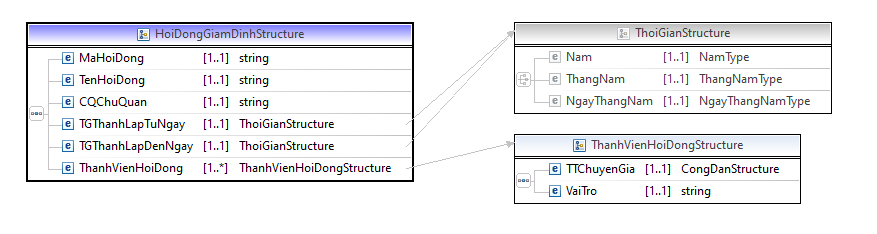 HoiDongGiamDinhStructure
MaHoiDong [1..1] string
TenHoiDong [1..1] string
CQChuQuan [1..1] string
TGThanhLapTuNgay [1..1] ThoiGianStructure
TGThanhLapDenNgay [1..1] ThoiGianStructure
ThanhVienHoiDong [1..*] ThanhVienHoiDongStructure
ThoiGianStructure
Nam [1..1] NamType
ThangNam [1..1] ThangNamType
NgayThangNam [1..1] NgayThangNamType
ThanhVienHoiDongStructure
TTChuyenGia [1..1] CongDanStructure
VaiTro [1..1] string